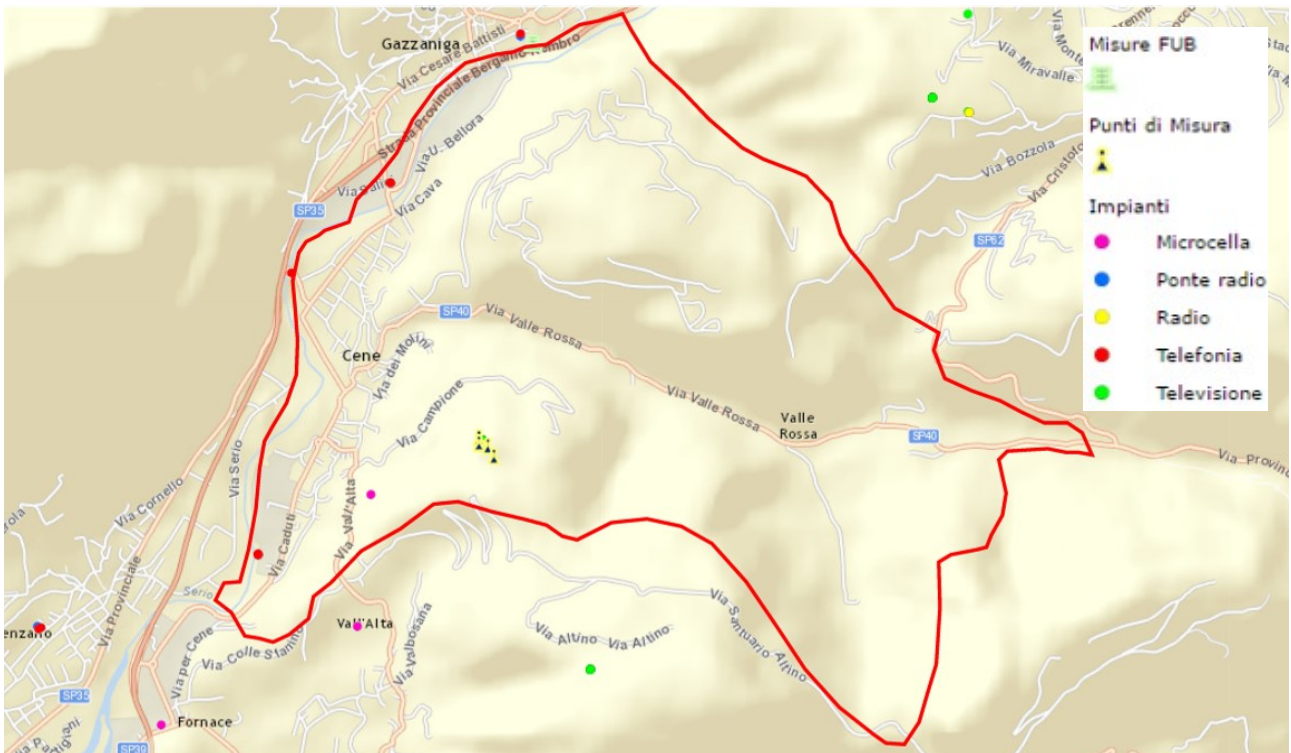 Gazzaniga
Via Cesare Battisti
Strada Provinciale Bergamo
Via U. Bellora
Via Cava
SP35
SP40
Via Valle Rossa
Cene
Via dei Molini
Via Campione
Via Valle Rossa
Valle
Rossa
SP40
Via Serio
Via Cornello
Via Caduti
Via Vall'Alta
Via Provinciale
Serio
enzano
Vall'Alta
Via Valbosana
Via Altino
Via Altino
Via Santuario Altino
Via per Cene
SP35
Fornace
SP39
Via Miravalle
Via Bozzola
Via Cristofo
SP62
Via Provinc
Misure FUB
Punti di Misura
Impianti
Microcella
Ponte radio
Radio
Telefonia
Televisione